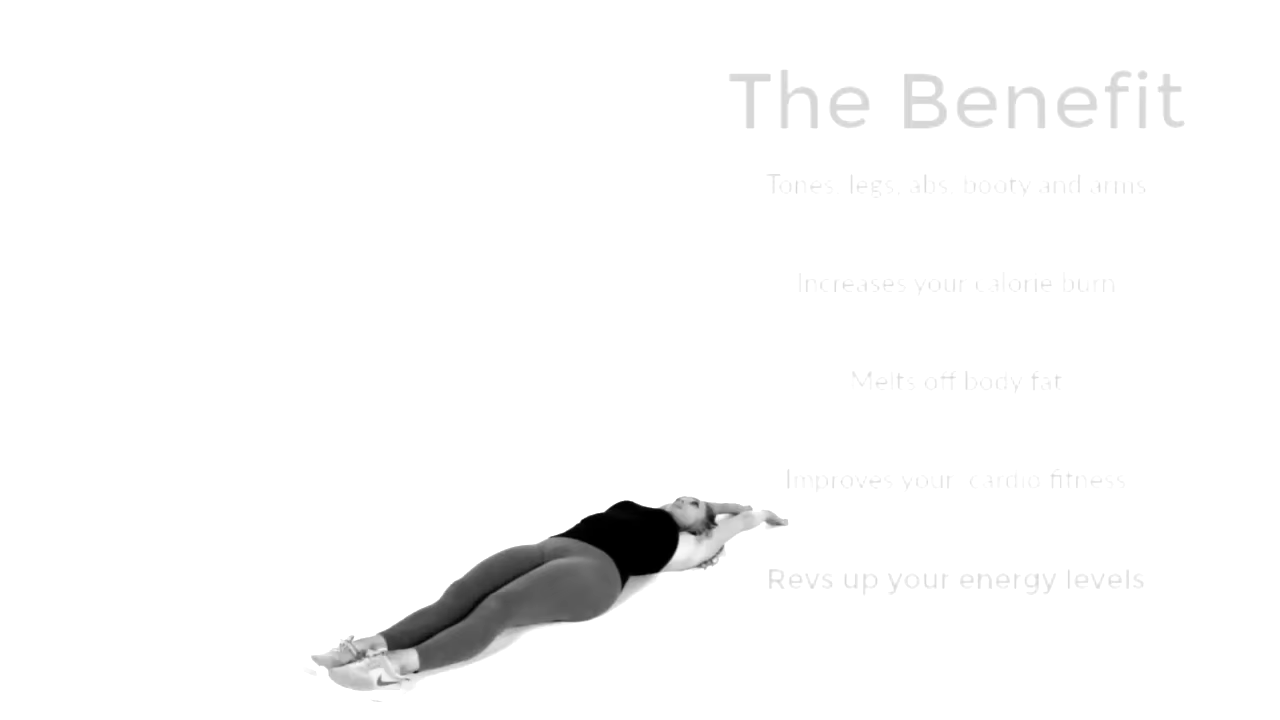 The Benefit
Tones legs, abs, booty and arms
Increases your calorie burn
Melts off body fat
Improves your cardio fitness
Revs up your energy levels